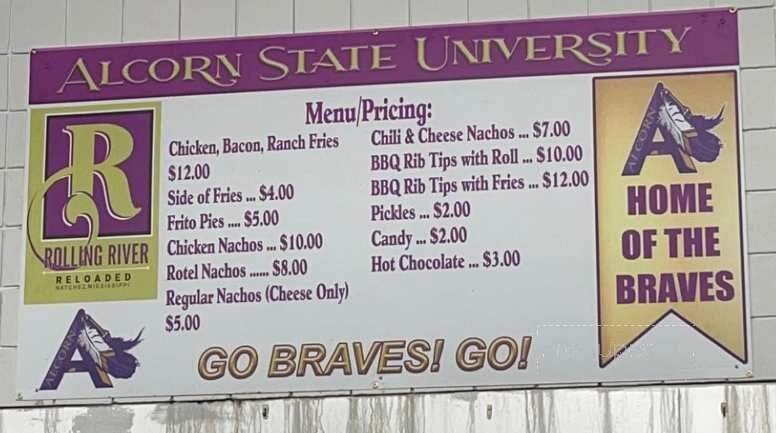 ALCORN STATE UNIVERSITY
Menu/Pricing:
Chicken, Bacon, Ranch Fries
$12.00
Side of Fries ... $4.00
Frito Pies .... $5.00
Chicken Nachos ... $10.00
Rotel Nachos ...... $8.00
Regular Nachos (Cheese Only)
$5.00
Chili & Cheese Nachos ... $7.00
BBQ Rib Tips with Roll ... $10.00
BBQ Rib Tips with Fries ... $12.00
Pickles ... $2.00
Candy ... $2.00
Hot Chocolate ... $3.00
R
ROLLING RIVER
RELOADED
NATCHEZ, MISSISSIPPI
A
ALCORN
GO BRAVES! GO!
A
ALCORN
HOME
OF THE
BRAVES